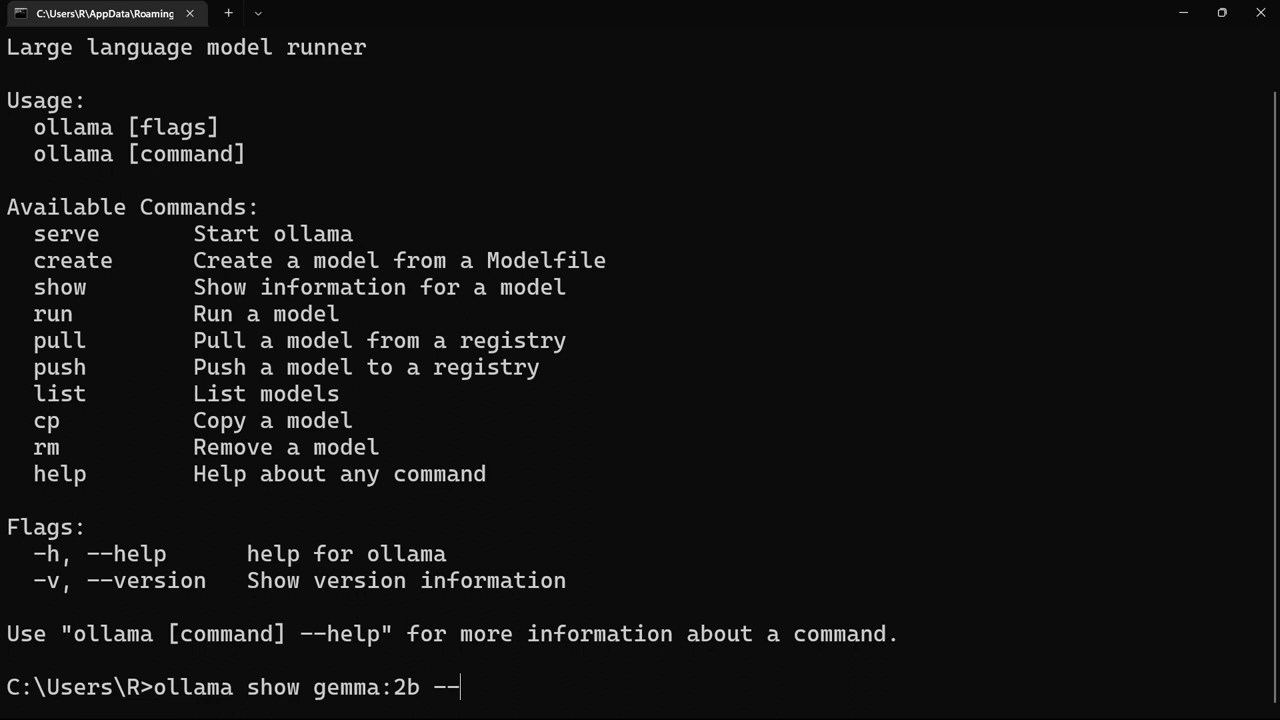 C:\Users\R\AppData\Roaming
Large language model runner
Usage:
ollama [flags]
ollama [command]
Available Commands:
serve Start ollama
create Create a model from a Modelfile
show Show information for a model
run Run a model
pull Pull a model from a registry
push Push a model to a registry
list List models
cp Copy a model
rm Remove a model
help Help about any command
Flags:
-h, --help help for ollama
-v, --version Show version information
Use "ollama [command] --help" for more information about a command.
C:\Users\R>ollama show gemma:2b --